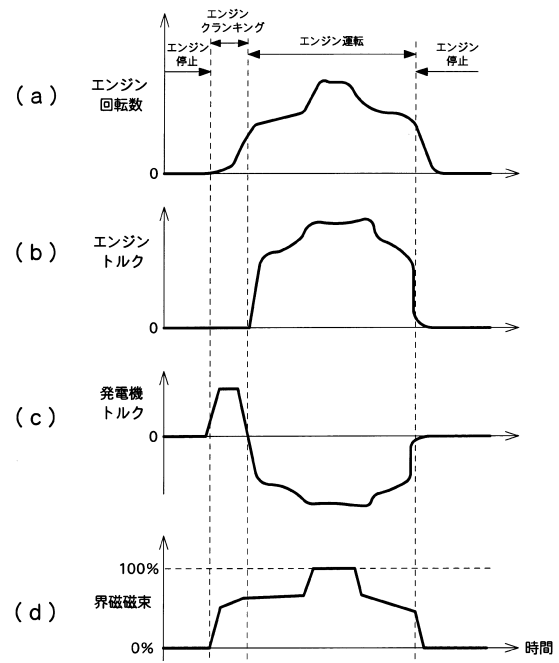 エンジン
クランキング
エンジン
停止
エンジン運転
エンジン
停止
(a)
エンジン
回転数
0
(b)
エンジン
トルク
0
(c)
発電機
トルク
0
100%
(d)
界磁磁束
0%
時間